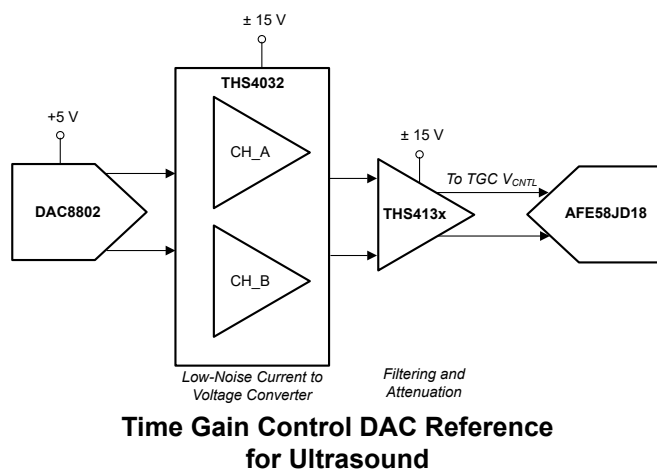 ± 15 V
THS4032
+5 V
CH_A
± 15 V
To TGC VCNTL
DAC8802
THS413x
AFE58JD18
CH_B
Low-Noise Current to
Voltage Converter
Filtering and
Attenuation
Time Gain Control DAC Reference
for Ultrasound